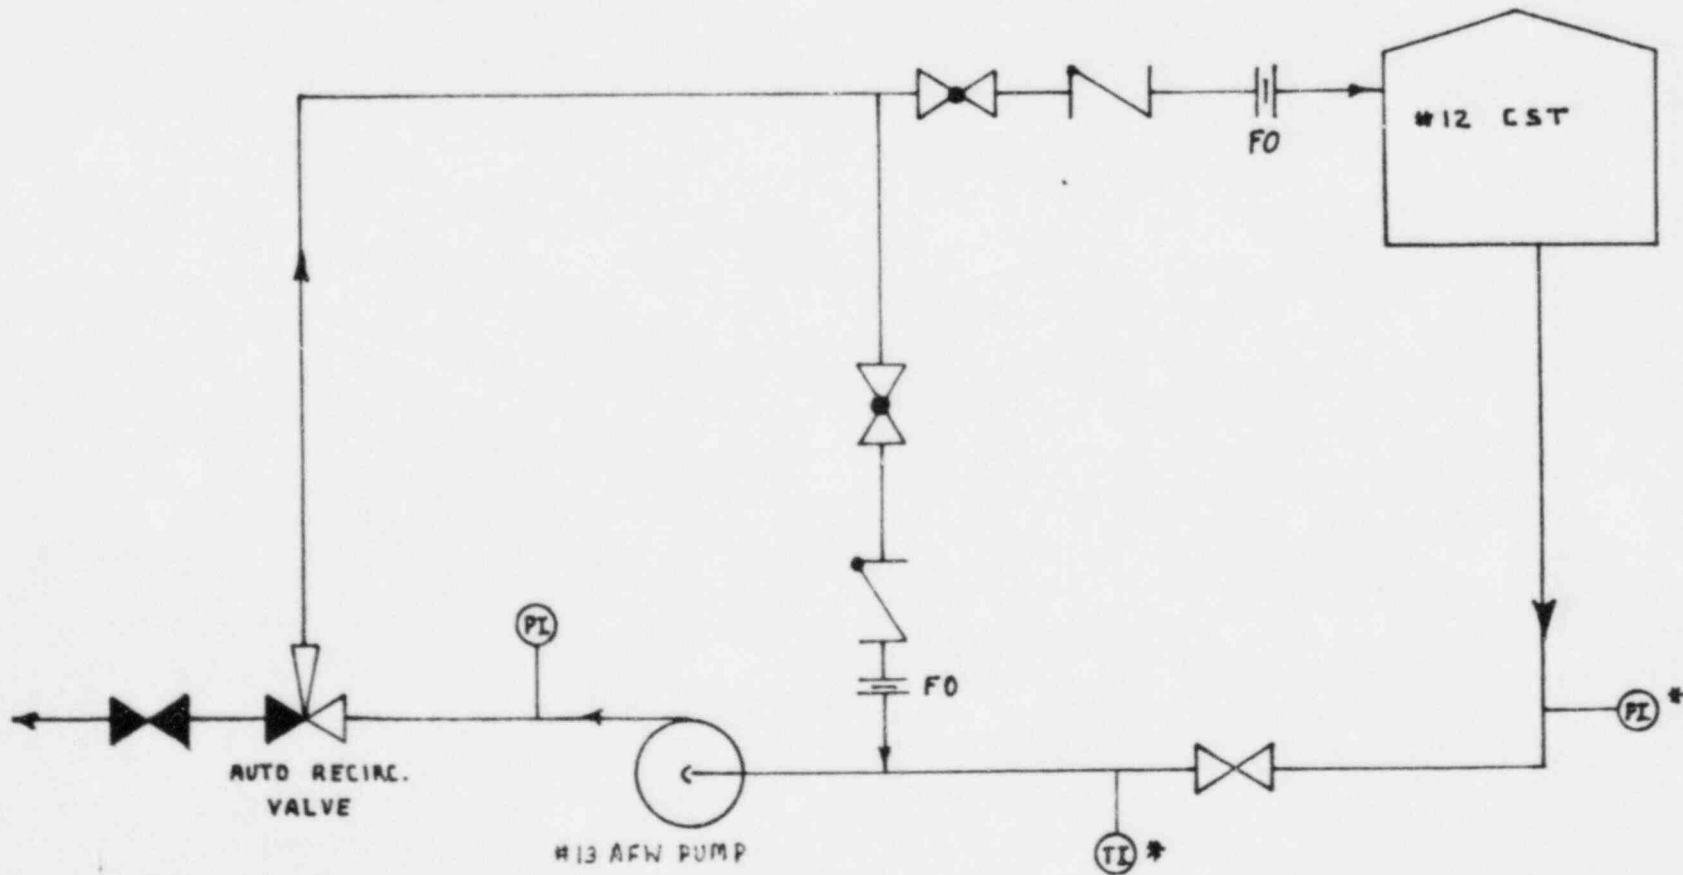 #12 CST
FO
PI
FO
PI *
AUTO RECIRC.
VALVE
#13 AFW PUMP
TI *